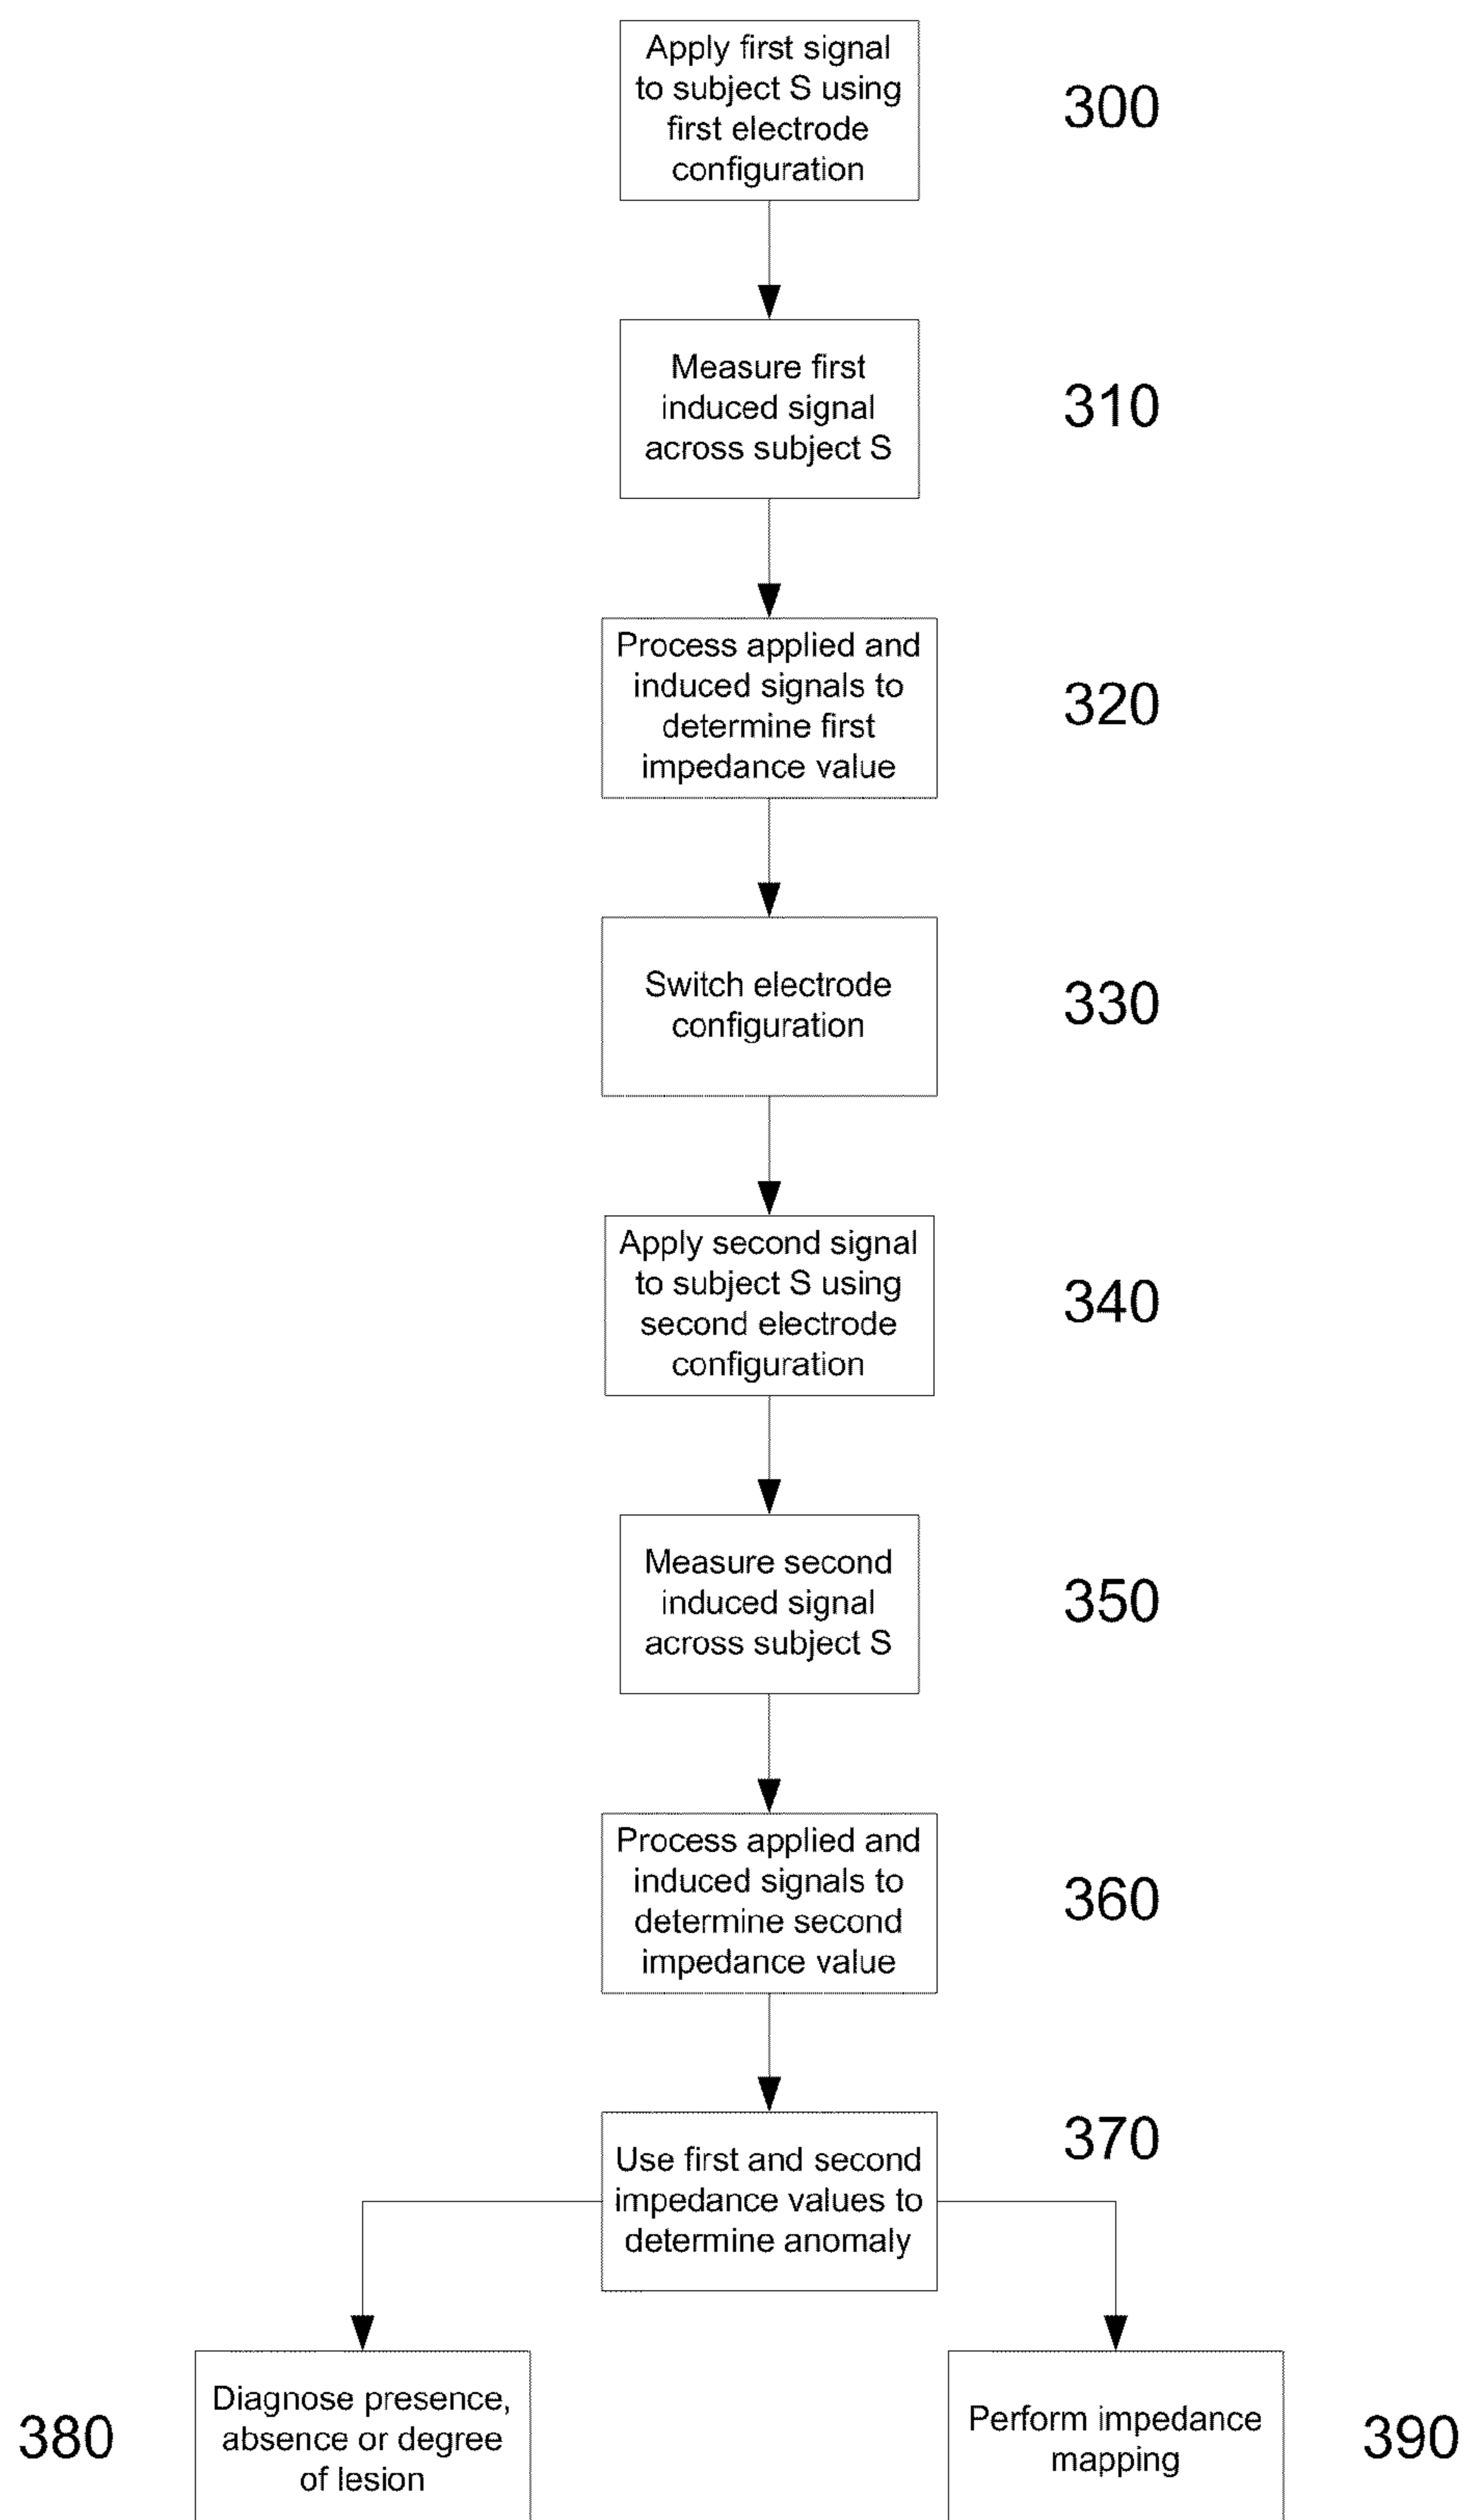 Apply first signal
to subject S using
first electrode
configuration
300
Measure first
induced signal
across subject S
310
Process applied and
induced signals to
determine first
impedance value
320
Switch electrode
configuration
330
Apply second signal
to subject S using
second electrode
configuration
340
Measure second
induced signal
across subject S
350
Process applied and
induced signals to
determine second
impedance value
360
Use first and second
impedance values to
determine anomaly
370
380
Diagnose presence,
absence or degree
of lesion
Perform impedance
mapping
390